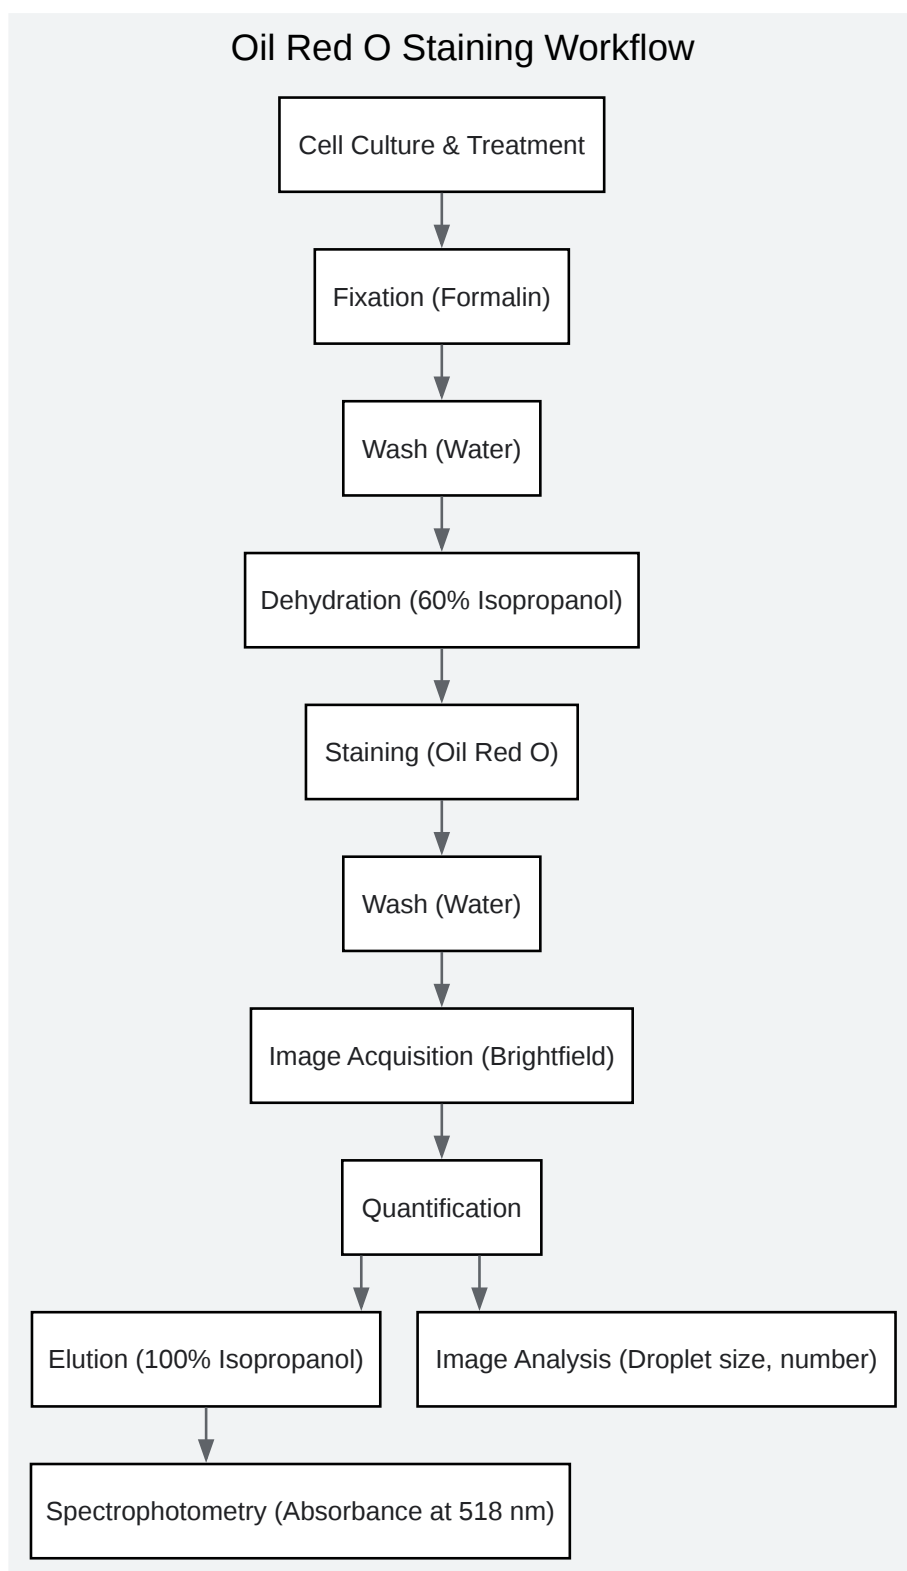 Oil Red O Staining Workflow
Cell Culture & Treatment
Fixation (Formalin)
Wash (Water)
Dehydration (60% Isopropanol)
Staining (Oil Red O)
Wash (Water)
Image Acquisition (Brightfield)
Quantification
Elution (100% Isopropanol)
Image Analysis (Droplet size, number)
Spectrophotometry (Absorbance at 518 nm)